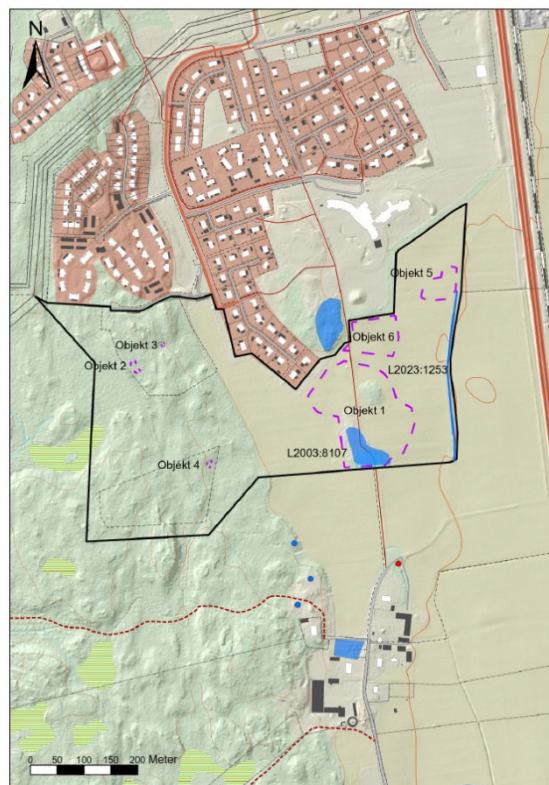 N
Objekt 5
Objekt 3
Objekt 6
Objekt 2
L2023:1253
Objekt 1
L2003:8107
Objekt 4
0 50 100 150 200 Meter